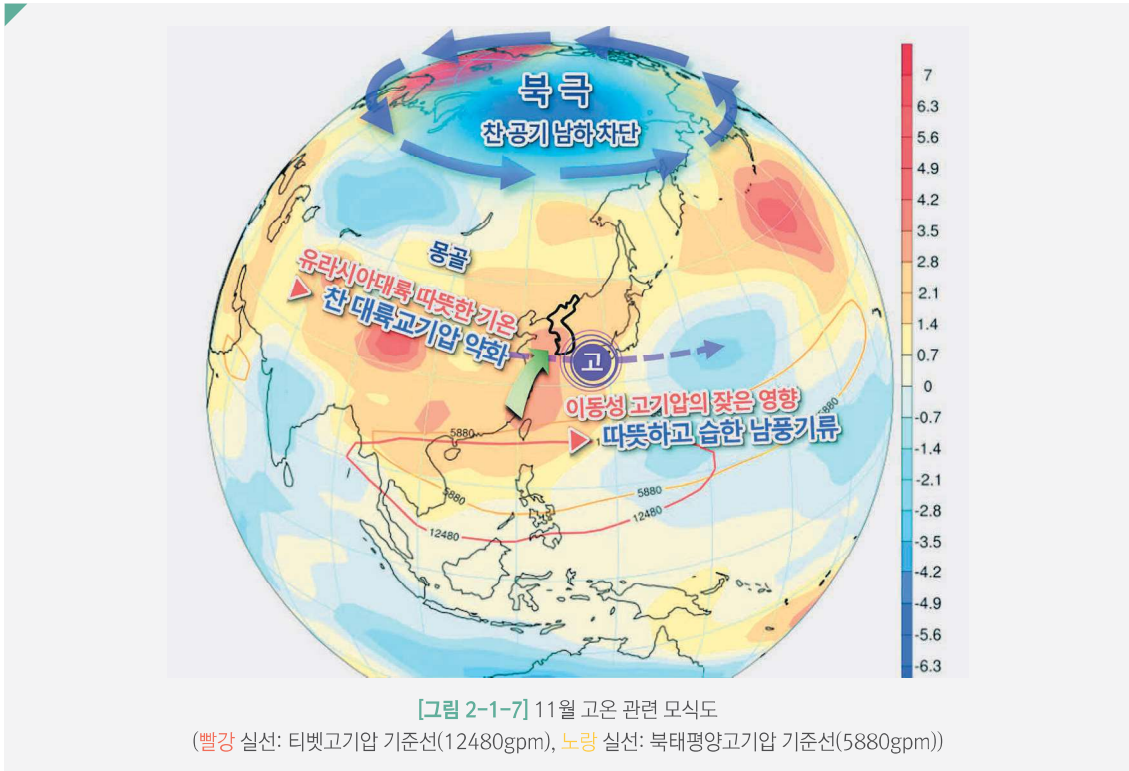 북극
찬 공기 남하 차단
몽골
유라시아대륙 따뜻한 기온
찬 대륙고기압 약화
고
이동성 고기압의 잦은 영향
따뜻하고 습한 남풍기류
5880
5880
5880
5880
12480
12480
7
6.3
5.6
4.9
4.2
3.5
2.8
2.1
1.4
0.7
0
-0.7
-1.4
-2.1
-2.8
-3.5
-4.2
-4.9
-5.6
-6.3
[그림 2-1-7] 11월 고온 관련 모식도
(빨강 실선: 티벳고기압 기준선(12480gpm), 노랑 실선: 북태평양고기압 기준선(5880gpm))